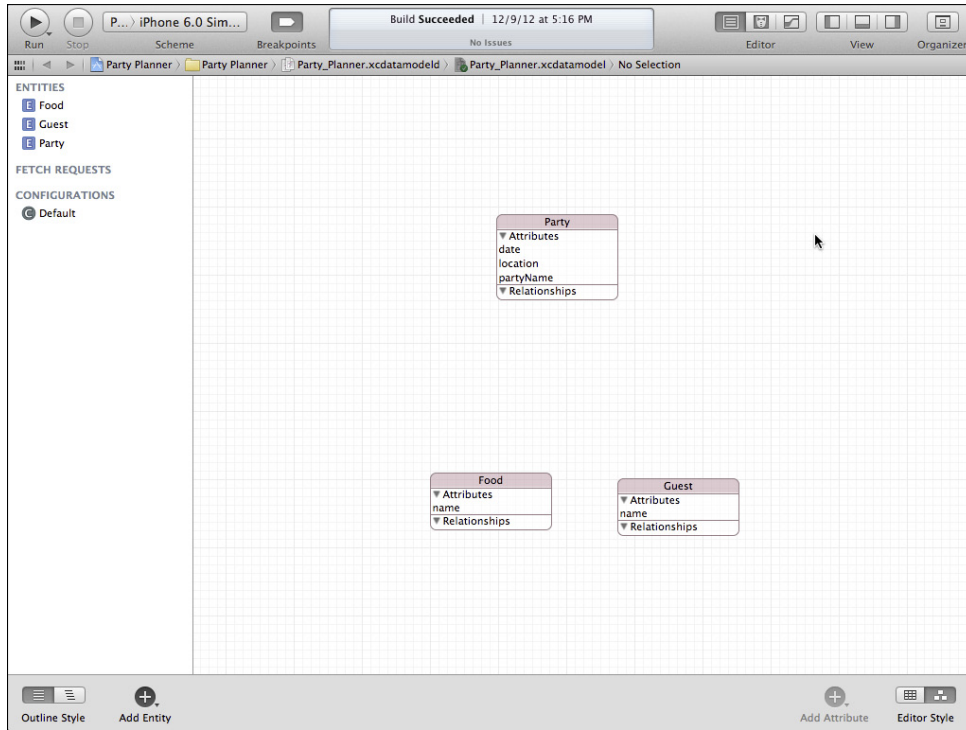 P... 〉 iPhone 6.0 Sim...
Build Succeeded | 12/9/12 at 5:16 PM
No Issues
Run Stop Scheme Breakpoints Editor View Organizer
Party Planner 〉 Party Planner 〉 Party_Planner.xcdatamodeld 〉 Party_Planner.xcdatamodel 〉 No Selection
ENTITIES
E Food
E Guest
E Party
FETCH REQUESTS
CONFIGURATIONS
C Default
Party
Attributes
date
location
partyName
Relationships
Food
Attributes
name
Relationships
Guest
Attributes
name
Relationships
Outline Style Add Entity Add Attribute Editor Style